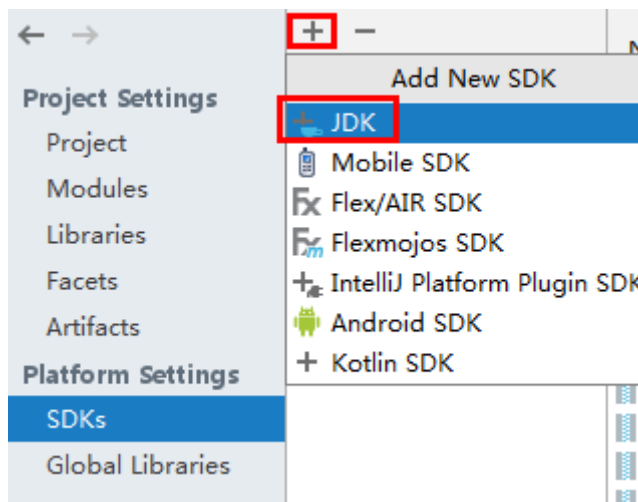 Project Settings
Project
Modules
Libraries
Facets
Artifacts
Platform Settings
SDKs
Global Libraries
Add New SDK
JDK
Mobile SDK
Flex/AIR SDK
Flexmojos SDK
IntelliJ Platform Plugin SDK
Android SDK
Kotlin SDK